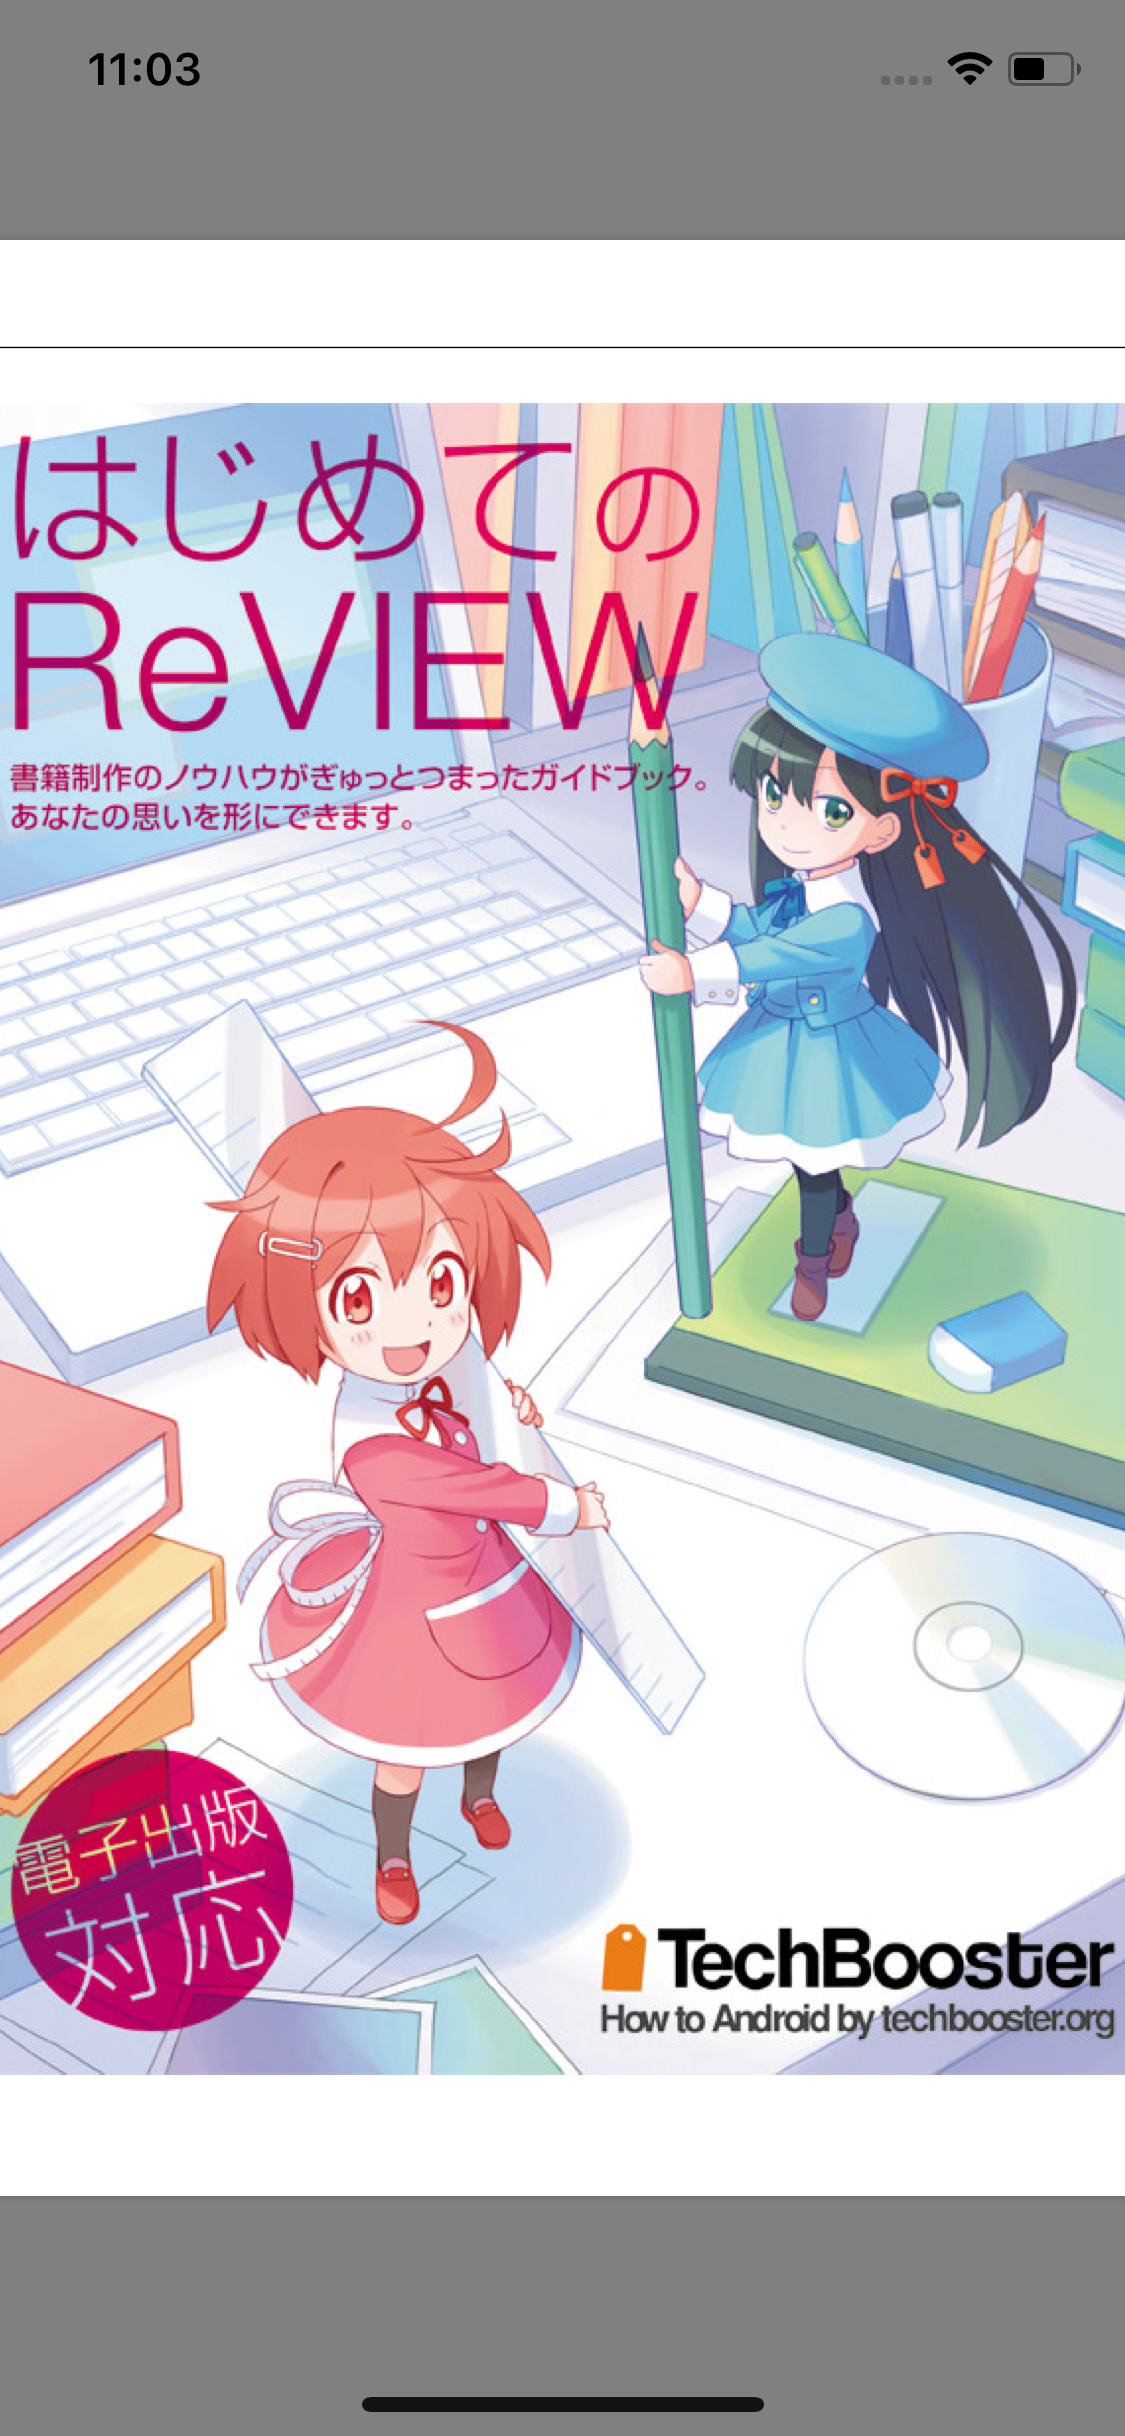 11:03
はじめての
ReVIEW
書籍制作のノウハウがぎゅっとつまったガイドブック。
あなたの思いを形にできます。
電子出版
対応
TechBooster
How to Android by techbooster.org